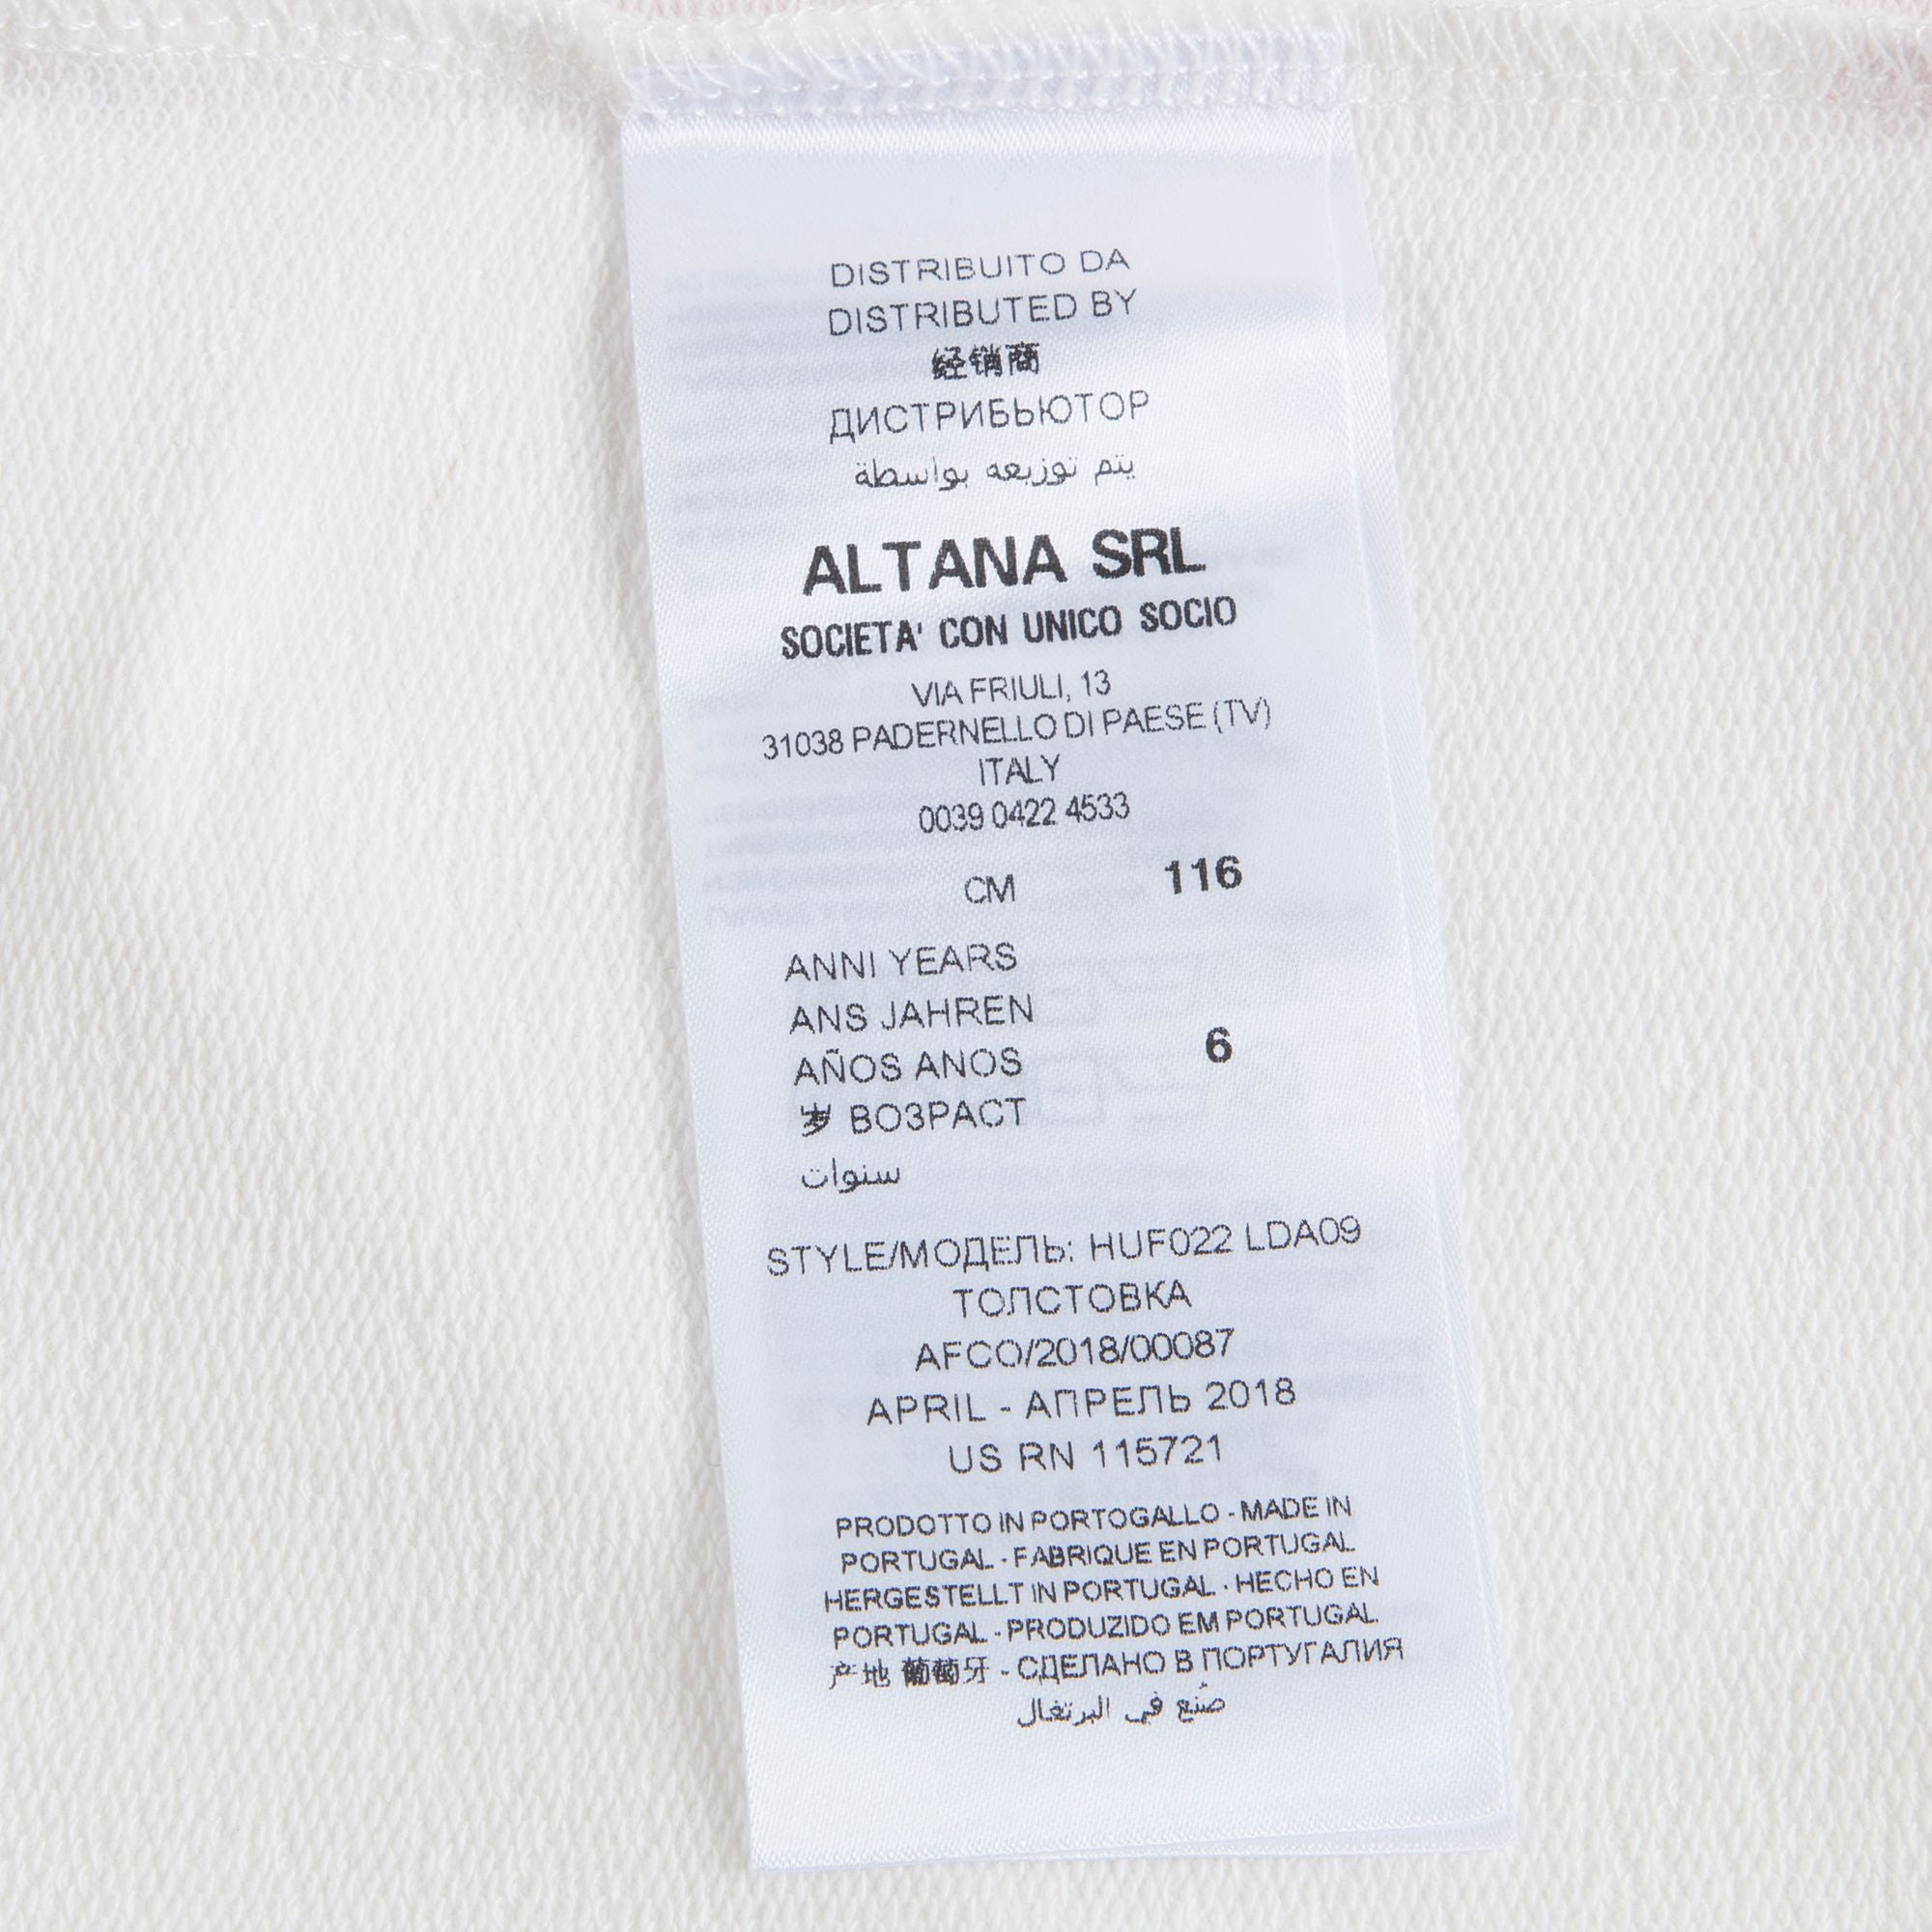 DISTRIBUITO DA
DISTRIBUTED BY
经销商
ДИСТРИБЬЮТОР
يتم توزيعه بواسطة
ALTANA SRL
SOCIETA' CON UNICO SOCIO
VIA FRIULI, 13
31038 PADERNELLO DI PAESE (TV)
ITALY
0039 0422 4533
CM 116
ANNI YEARS
ANS JAHREN
AÑOS ANOS 6
岁 ВОЗРАСТ
سنوات
STYLE/МОДЕЛЬ: HUF022 LDA09
ТОЛСТОВКА
AFCO/2018/00087
APRIL - АПРЕЛЬ 2018
US RN 115721
PRODOTTO IN PORTOGALLO - MADE IN
PORTUGAL - FABRIQUE EN PORTUGAL
HERGESTELLT IN PORTUGAL - HECHO EN
PORTUGAL - PRODUZIDO EM PORTUGAL
产地 葡萄牙 - СДЕЛАНО В ПОРТУГАЛИЯ
صُنع في البرتغال